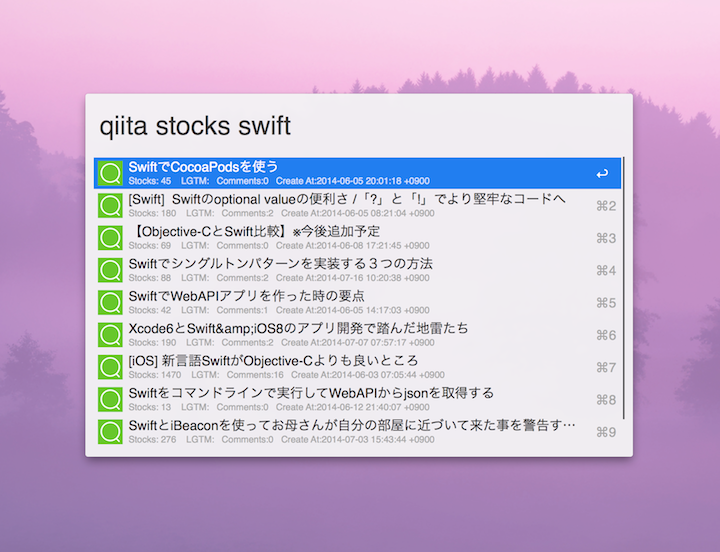 qiita stocks swift
SwiftでCocoaPodsを使う
Stocks: 45 LGTM: Comments:0 Create At:2014-06-05 20:01:18 +0900
[Swift] Swiftのoptional valueの便利さ /「?」と「!」でより堅牢なコードへ
Stocks: 180 LGTM: Comments:2 Create At:2014-06-05 08:21:04 +0900
⌘2
【Objective-CとSwift比較】※今後追加予定
Stocks: 69 LGTM: Comments:0 Create At:2014-06-08 17:21:45 +0900
⌘3
Swiftでシングルトンパターンを実装する３つの方法
Stocks: 88 LGTM: Comments:2 Create At:2014-07-16 10:20:38 +0900
⌘4
SwiftでWebAPIアプリを作った時の要点
Stocks: 42 LGTM: Comments:1 Create At:2014-06-05 14:17:03 +0900
⌘5
Xcode6とSwift&amp;iOS8のアプリ開発で踏んだ地雷たち
Stocks: 190 LGTM: Comments:2 Create At:2014-07-07 07:57:17 +0900
⌘6
[iOS] 新言語SwiftがObjective-Cよりも良いところ
Stocks: 1470 LGTM: Comments:16 Create At:2014-06-03 07:05:44 +0900
⌘7
Swiftをコマンドラインで実行してWebAPIからjsonを取得する
Stocks: 13 LGTM: Comments:0 Create At:2014-06-12 21:40:07 +0900
⌘8
SwiftとiBeaconを使ってお母さんが自分の部屋に近づいて来た事を警告す…
Stocks: 276 LGTM: Comments:0 Create At:2014-07-03 15:43:44 +0900
⌘9